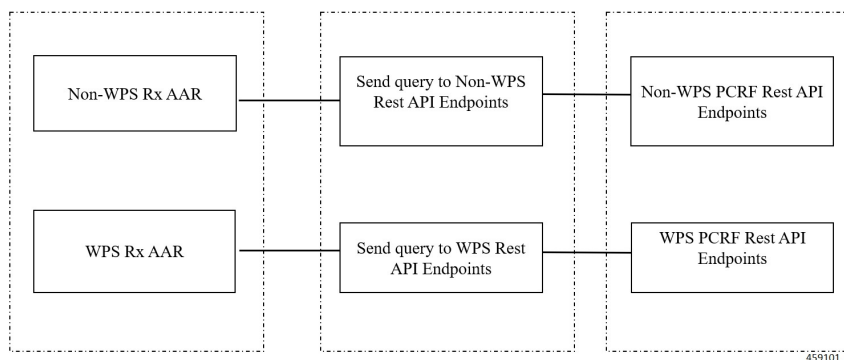 Non-WPS Rx AAR
Send query to Non-WPS
Rest API Endpoints
Non-WPS PCRF Rest API
Endpoints
WPS Rx AAR
Send query to WPS Rest
API Endpoints
WPS PCRF Rest API
Endpoints
459101